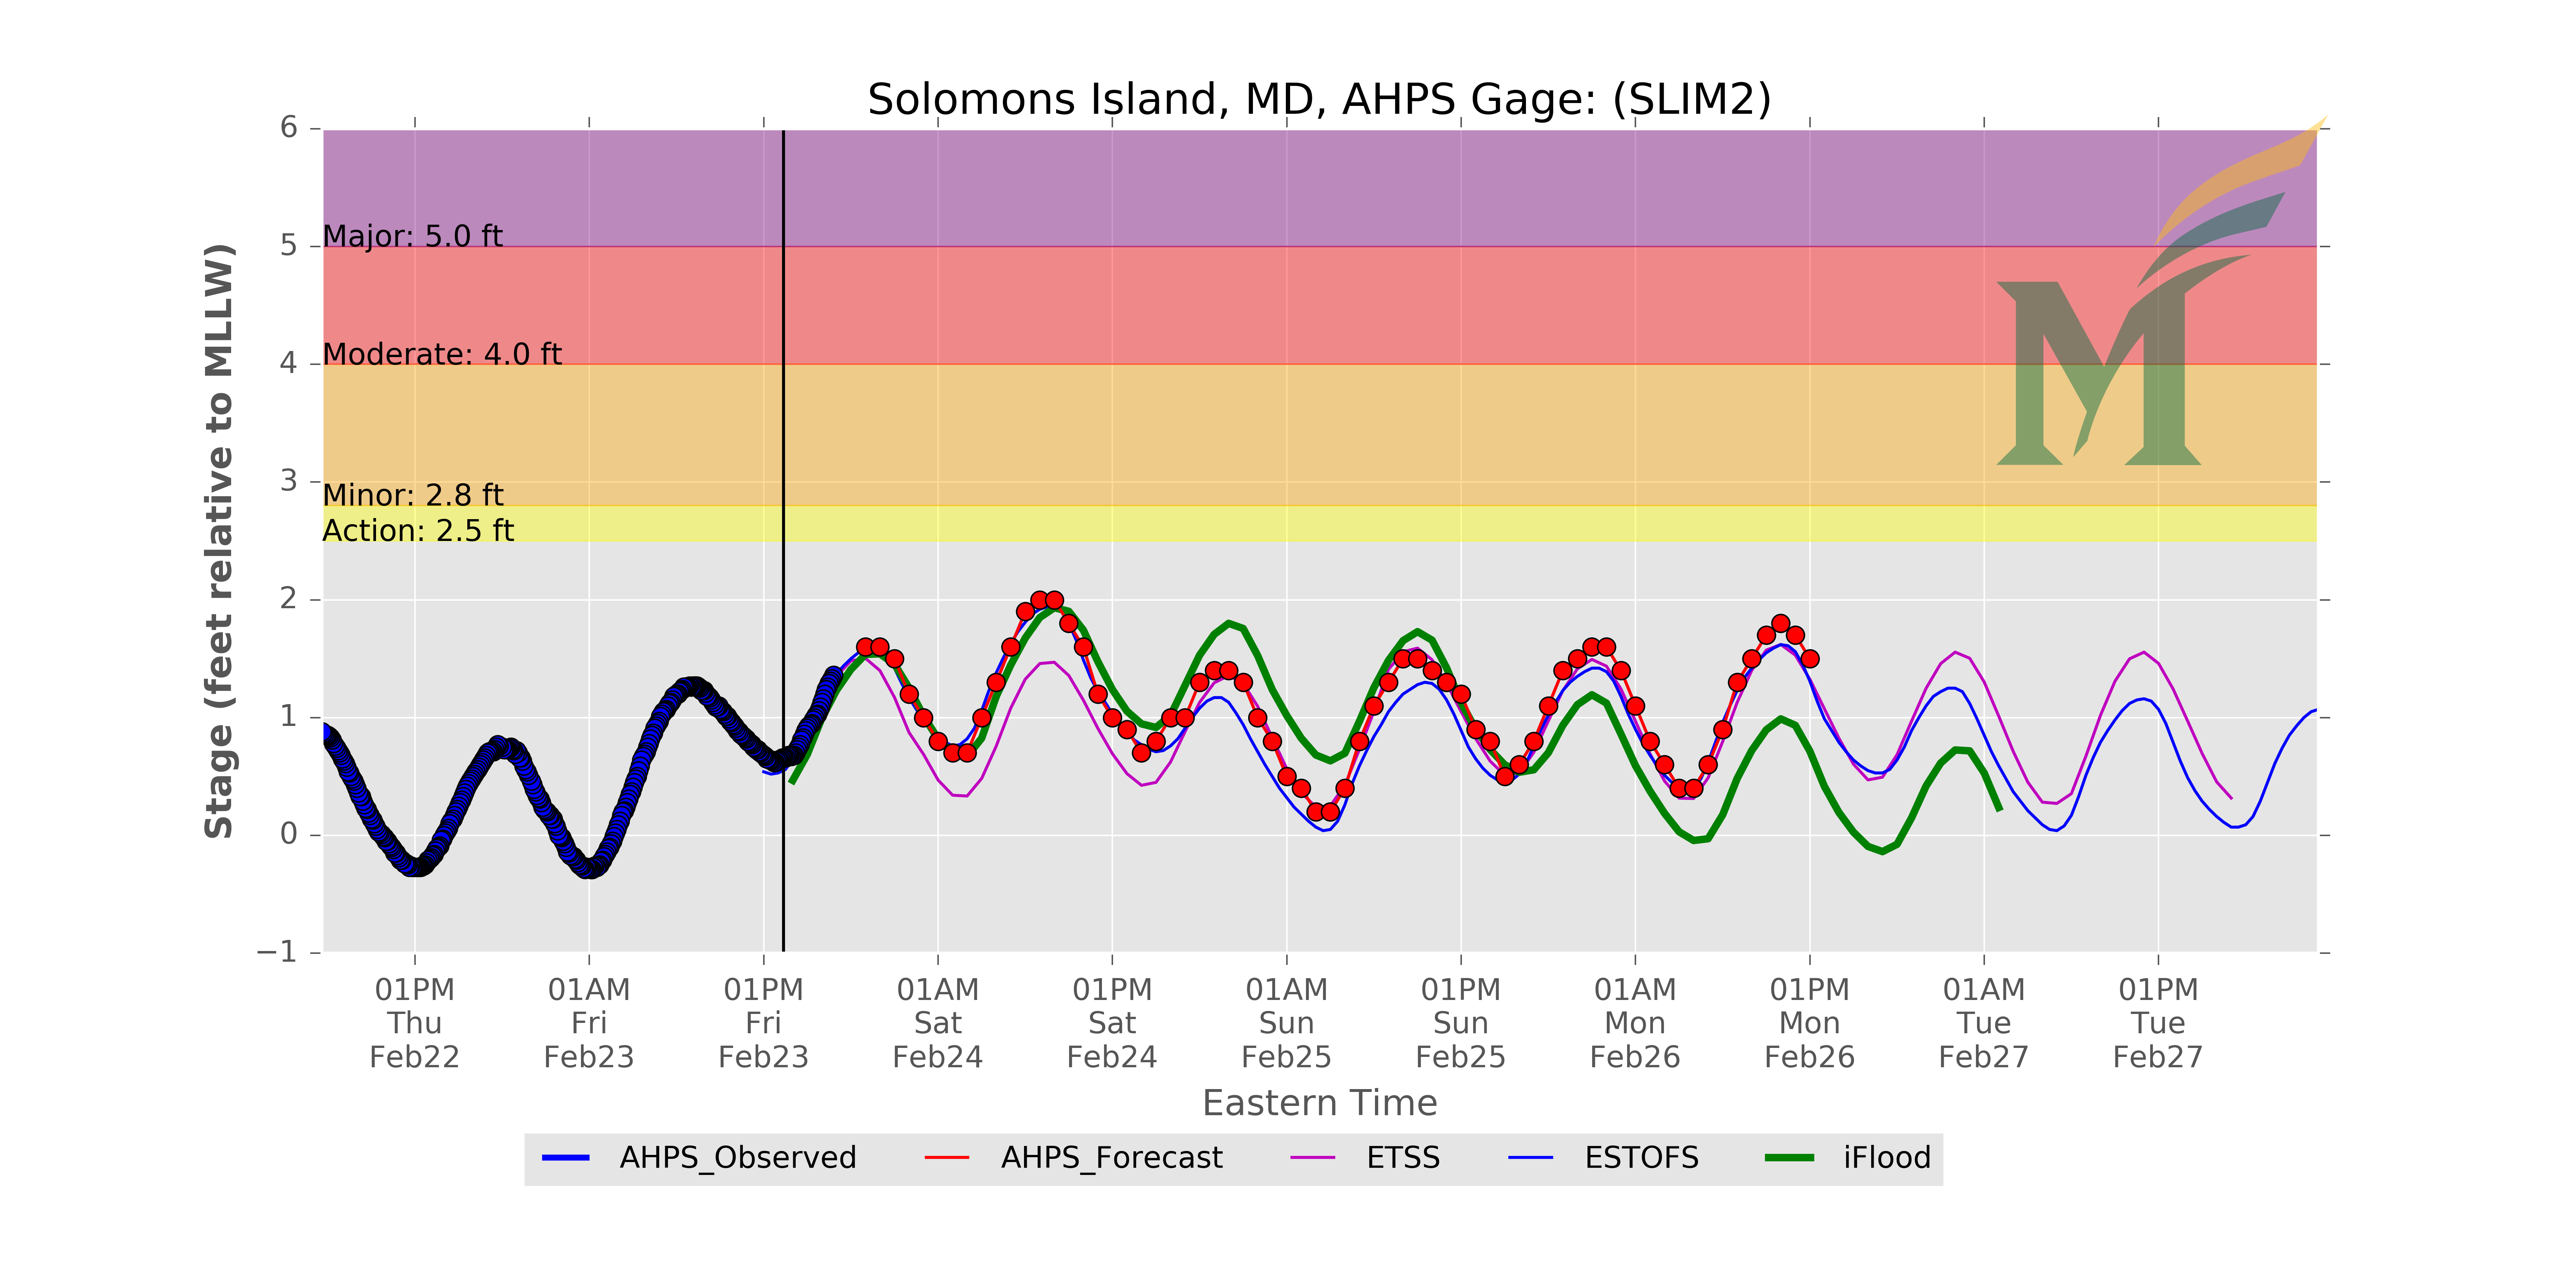 Solomons Island, MD, AHPS Gage: (SLIM2)
Stage (feet relative to MLLW)
6
5
4
3
2
1
0
−1
Major: 5.0 ft
Moderate: 4.0 ft
Minor: 2.8 ft
Action: 2.5 ft
M
01PM 01AM 01PM 01AM 01PM 01AM 01PM 01AM 01PM 01AM 01PM
Thu Fri Fri Sat Sat Sun Sun Mon Mon Tue Tue
Feb22 Feb23 Feb23 Feb24 Feb24 Feb25 Feb25 Feb26 Feb26 Feb27 Feb27
Eastern Time
AHPS_Observed AHPS_Forecast ETSS ESTOFS iFlood